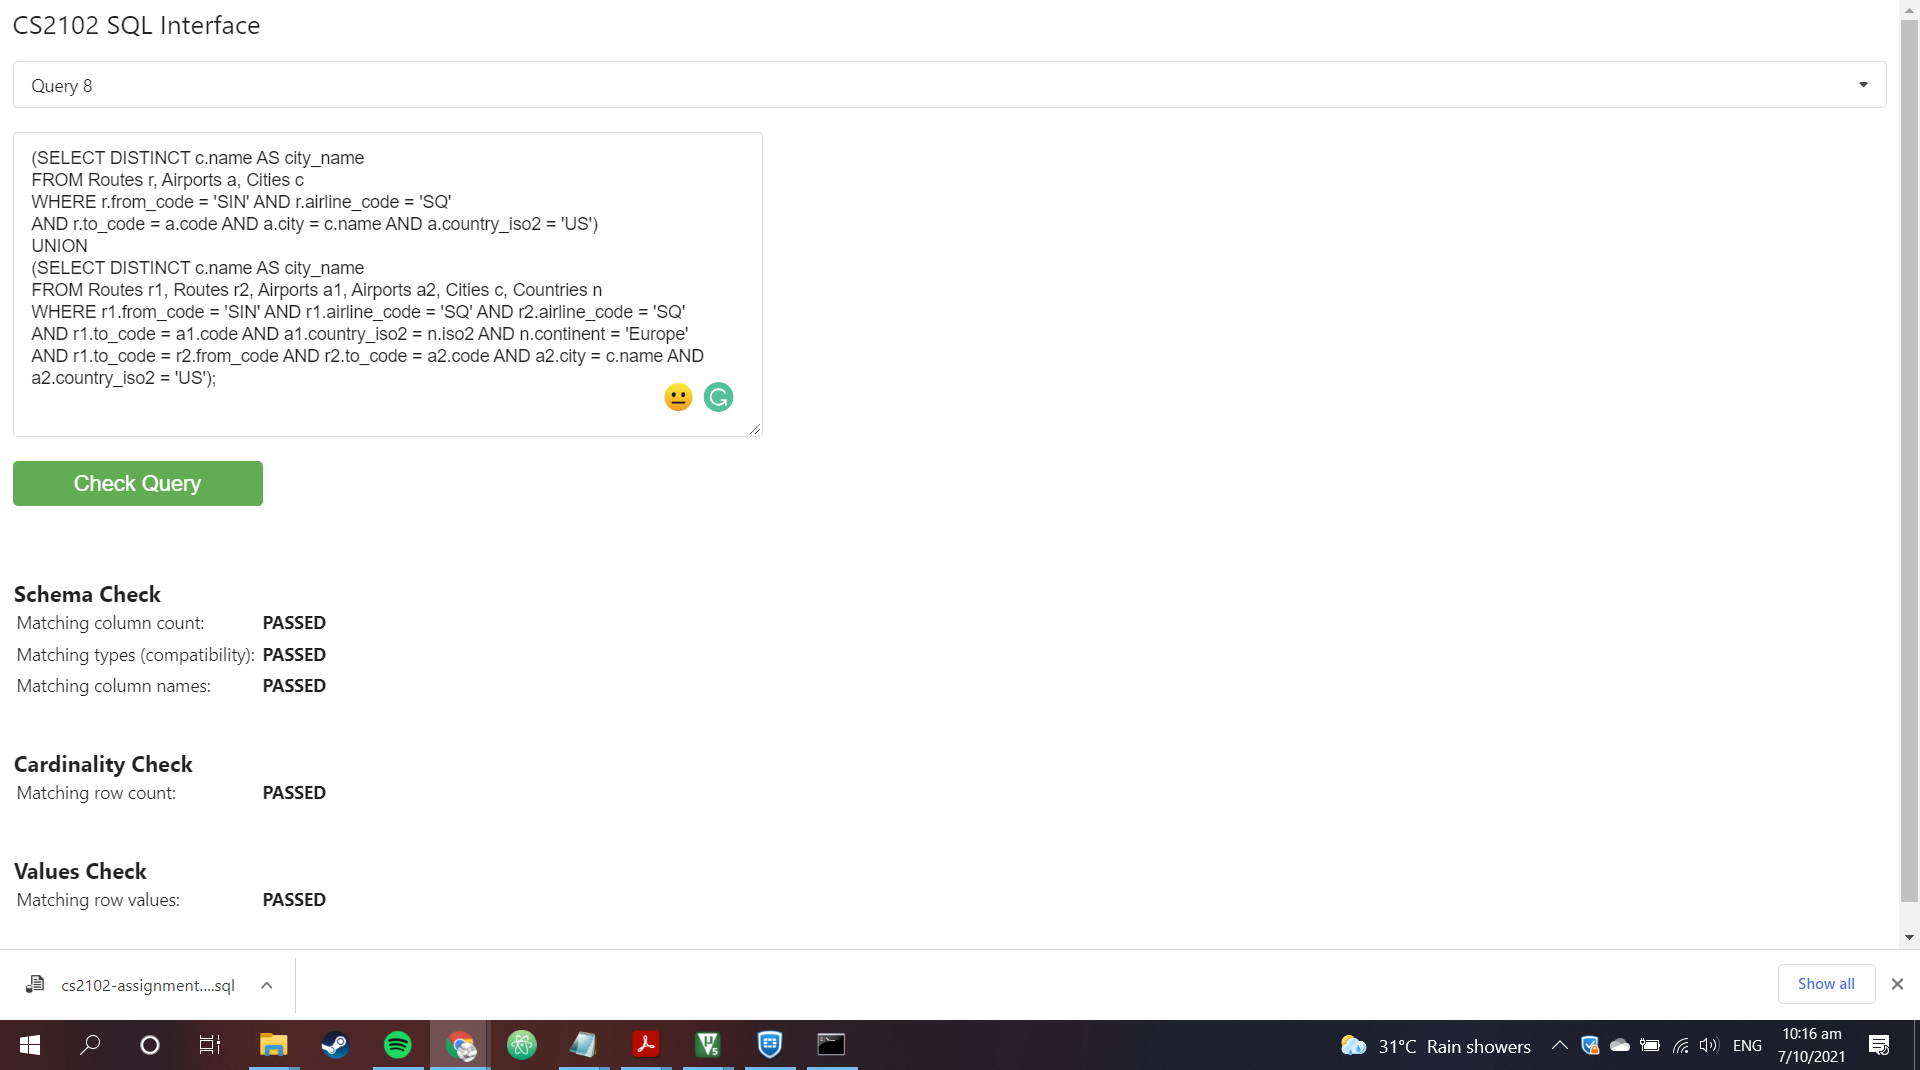 CS2102 SQL Interface
Query 8
(SELECT DISTINCT c.name AS city_name
FROM Routes r, Airports a, Cities c
WHERE r.from_code = 'SIN' AND r.airline_code = 'SQ'
AND r.to_code = a.code AND a.city = c.name AND a.country_iso2 = 'US')
UNION
(SELECT DISTINCT c.name AS city_name
FROM Routes r1, Routes r2, Airports a1, Airports a2, Cities c, Countries n
WHERE r1.from_code = 'SIN' AND r1.airline_code = 'SQ' AND r2.airline_code = 'SQ'
AND r1.to_code = a1.code AND a1.country_iso2 = n.iso2 AND n.continent = 'Europe'
AND r1.to_code = r2.from_code AND r2.to_code = a2.code AND a2.city = c.name AND
a2.country_iso2 = 'US');
Check Query
Schema Check
Matching column count: PASSED
Matching types (compatibility): PASSED
Matching column names: PASSED
Cardinality Check
Matching row count: PASSED
Values Check
Matching row values: PASSED
cs2102-assignment....sql
Show all
31°C Rain showers
ENG
10:16 am
7/10/2021